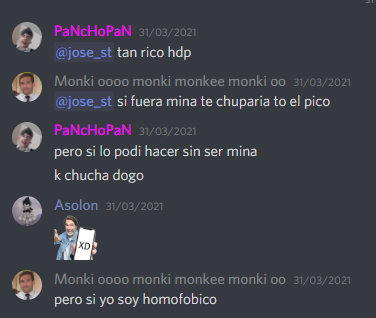 PaNcHoPaN 31/03/2021
@jose_st tan rico hdp
Monki oooo monki monkee monki oo 31/03/2021
@jose_st si fuera mina te chuparia to el pico
PaNcHoPaN 31/03/2021
pero si lo podi hacer sin ser mina
k chucha dogo
Asolon 31/03/2021
XD
Monki oooo monki monkee monki oo 31/03/2021
pero si yo soy homofobico